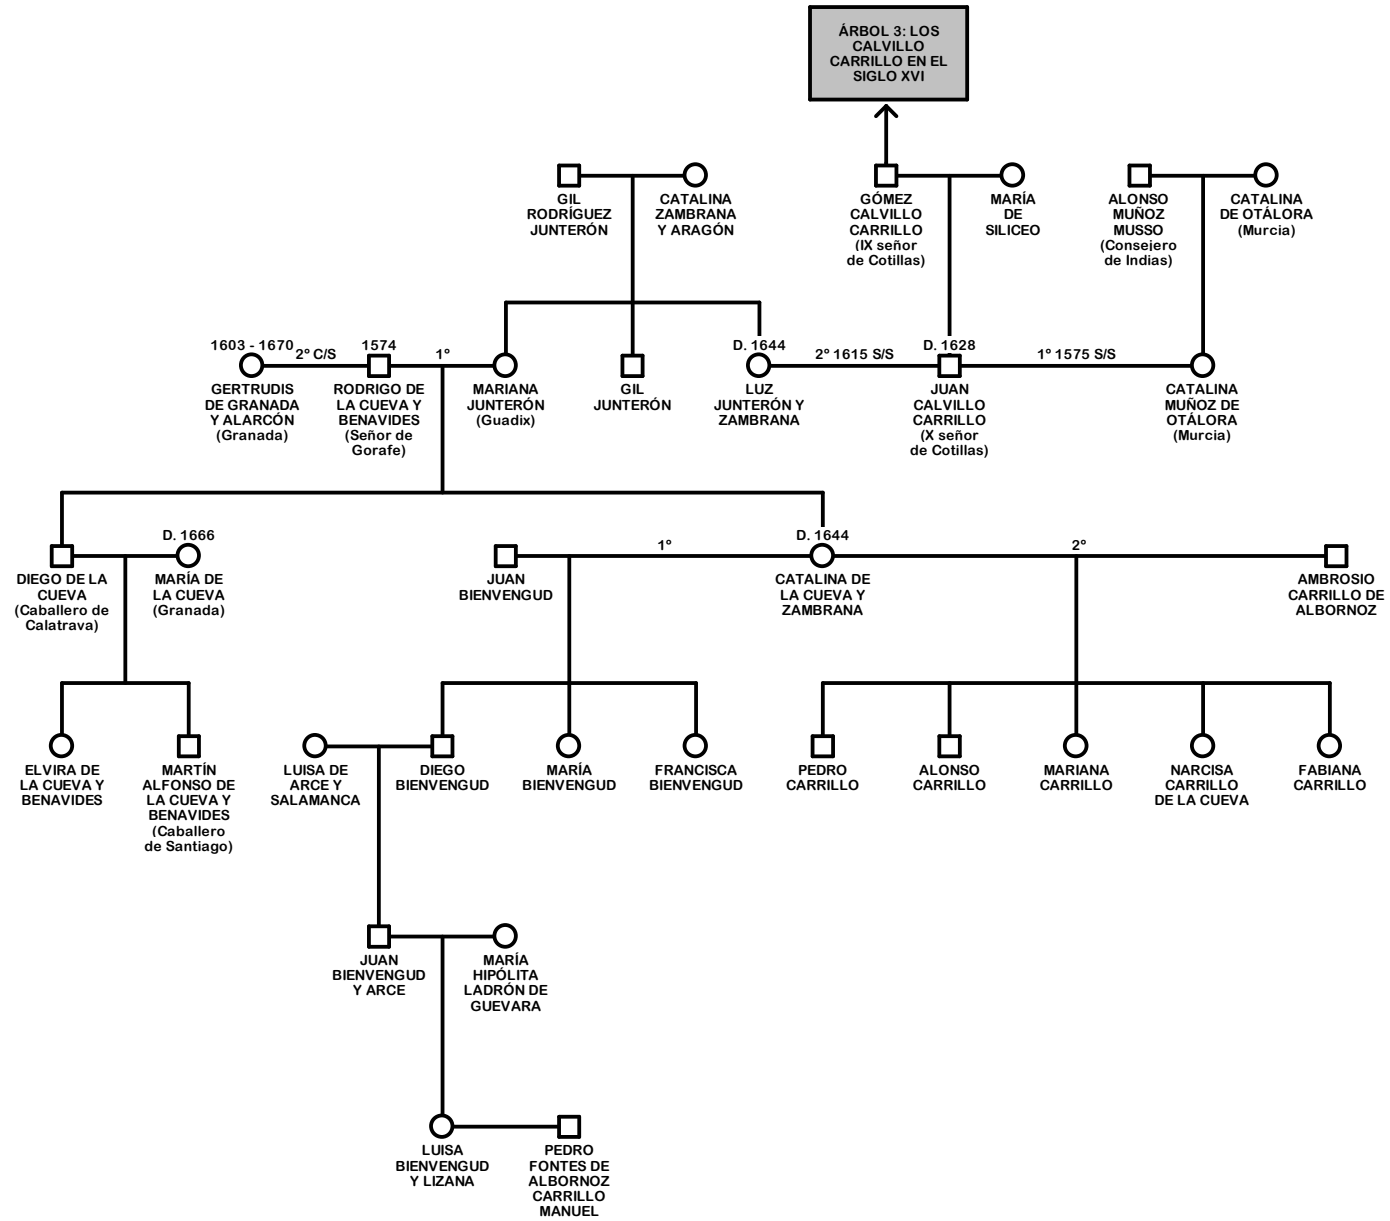 ÁRBOL 3: LOS
CALVILLO
CARRILLO EN EL
SIGLO XVI
GIL
RODRÍGUEZ
JUNTERÓN
CATALINA
ZAMBRANA
Y ARAGÓN
GÓMEZ
CALVILLO
CARRILLO
(IX señor
de Cotillas)
MARÍA
DE
SILICEO
ALONSO
MUÑOZ
MUSSO
(Consejero
de Indias)
CATALINA
DE OTÁLORA
(Murcia)
1603 - 1670
2º C/S
1574
1º
D. 1644
2º 1615 S/S
D. 1628
1º 1575 S/S
GERTRUDIS
DE GRANADA
Y ALARCÓN
(Granada)
RODRIGO DE
LA CUEVA Y
BENAVIDES
(Señor de
Gorafe)
MARIANA
JUNTERÓN
(Guadix)
GIL
JUNTERÓN
LUZ
JUNTERÓN Y
ZAMBRANA
JUAN
CALVILLO
CARRILLO
(X señor
de Cotillas)
CATALINA
MUÑOZ DE
OTÁLORA
(Murcia)
D. 1666
1º
D. 1644
2º
DIEGO DE LA
CUEVA
(Caballero de
Calatrava)
MARÍA DE
LA CUEVA
(Granada)
JUAN
BIENVENGUD
CATALINA DE
LA CUEVA Y
ZAMBRANA
AMBROSIO
CARRILLO DE
ALBORNOZ
ELVIRA DE
LA CUEVA Y
BENAVIDES
MARTÍN
ALFONSO DE
LA CUEVA Y
BENAVIDES
(Caballero
de Santiago)
LUISA DE
ARCE Y
SALAMANCA
DIEGO
BIENVENGUD
MARÍA
BIENVENGUD
FRANCISCA
BIENVENGUD
PEDRO
CARRILLO
ALONSO
CARRILLO
MARIANA
CARRILLO
NARCISA
CARRILLO
DE LA CUEVA
FABIANA
CARRILLO
JUAN
BIENVENGUD
Y ARCE
MARÍA
HIPÓLITA
LADRÓN DE
GUEVARA
LUISA
BIENVENGUD
Y LIZANA
PEDRO
FONTES DE
ALBORNOZ
CARRILLO
MANUEL